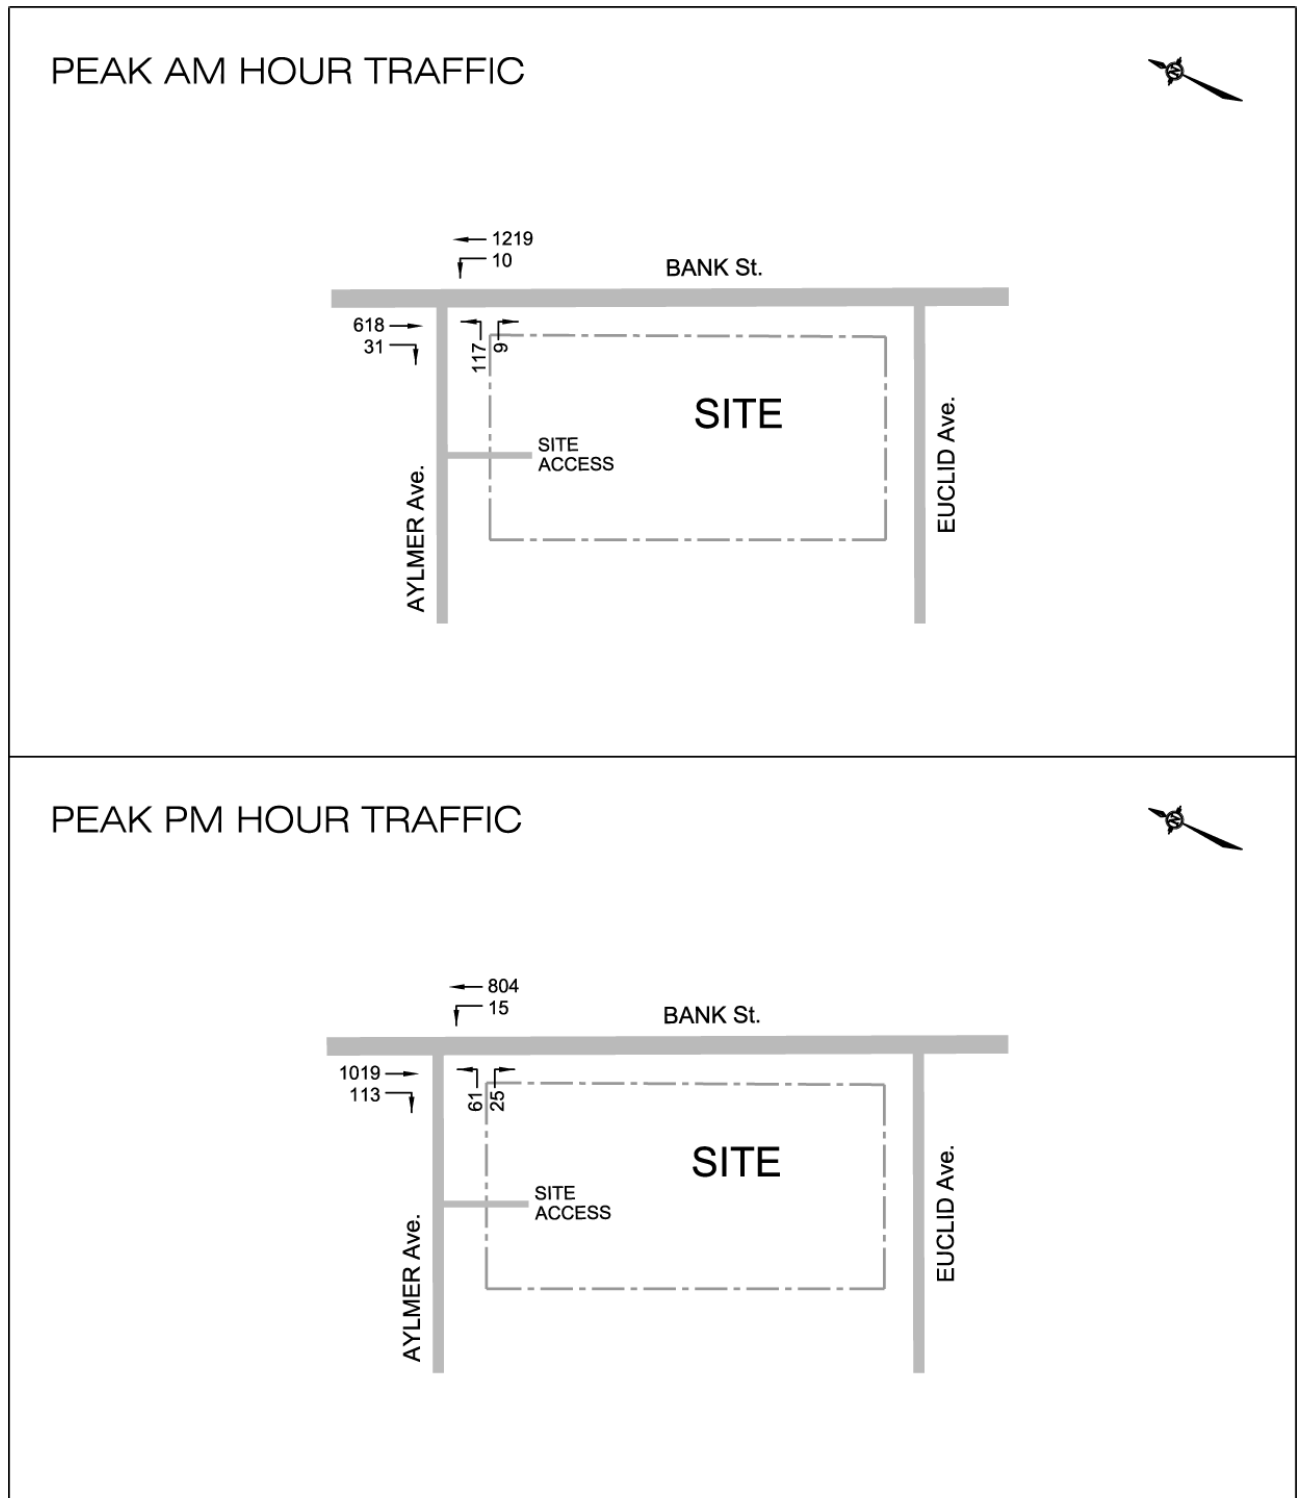 PEAK AM HOUR TRAFFIC
N
1219
10
BANK St.
618
31
117
9
SITE
SITE
ACCESS
AYLMER Ave.
EUCLID Ave.
PEAK PM HOUR TRAFFIC
N
804
15
BANK St.
1019
113
61
25
SITE
SITE
ACCESS
AYLMER Ave.
EUCLID Ave.